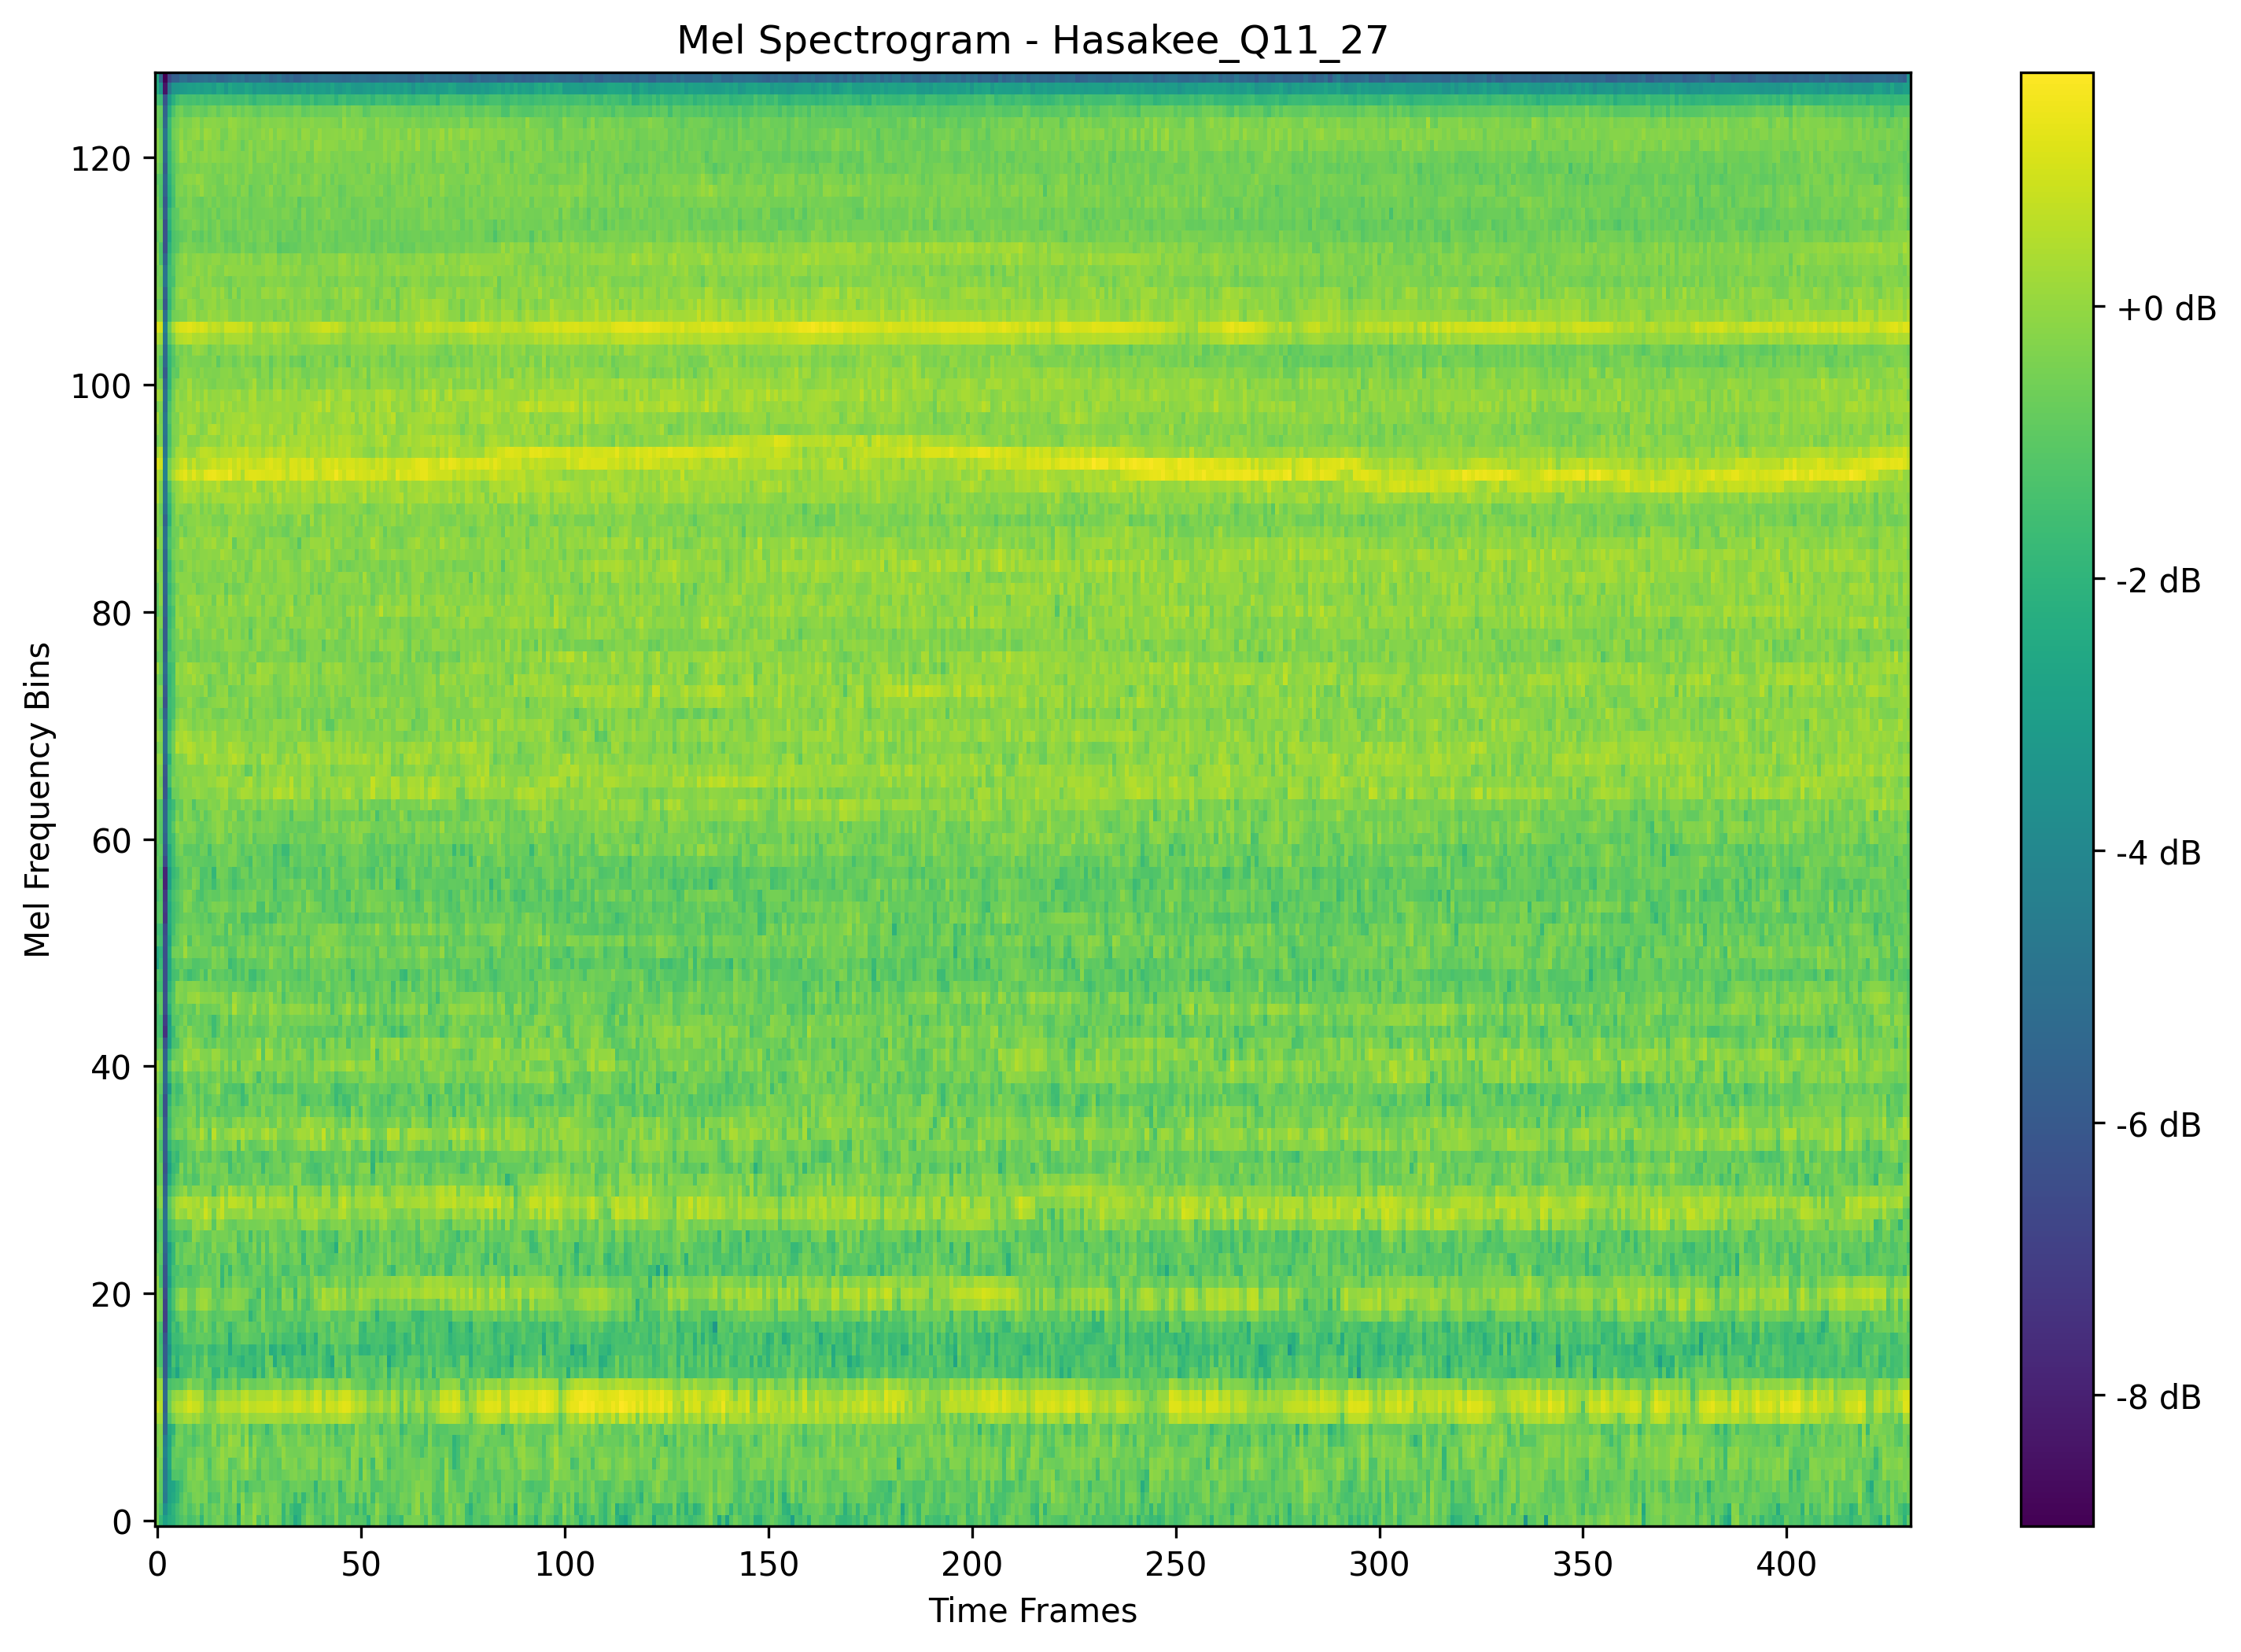 Mel Spectrogram - Hasakee_Q11_27
Mel Frequency Bins
120
100
80
60
40
20
0
0 50 100 150 200 250 300 350 400
Time Frames
+0 dB
-2 dB
-4 dB
-6 dB
-8 dB